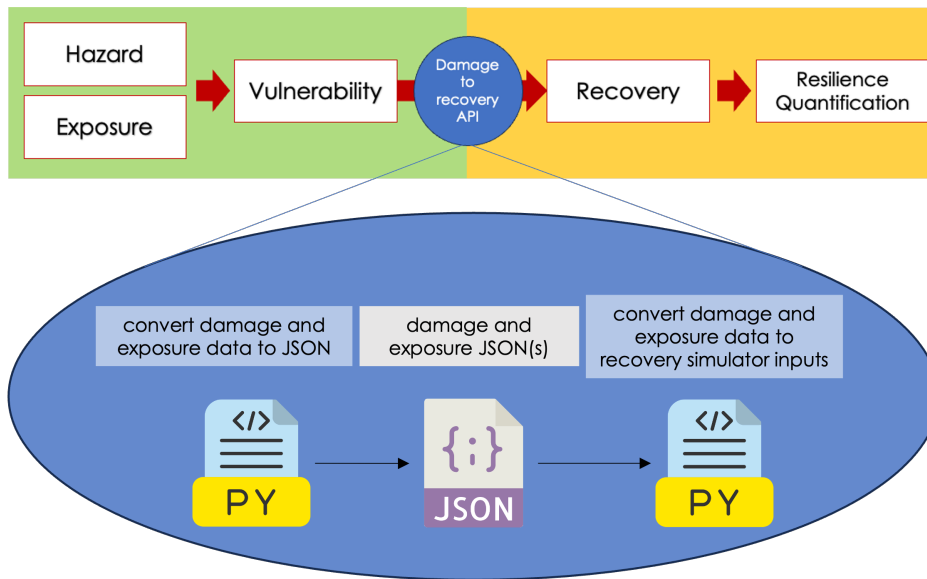 Hazard
Exposure
Vulnerability
Damage
to
recovery
API
Recovery
Resilience
Quantification
convert damage and
exposure data to JSON
damage and
exposure JSON(s)
convert damage and
exposure data to
recovery simulator inputs
</>
PY
{;}
JSON
</>
PY